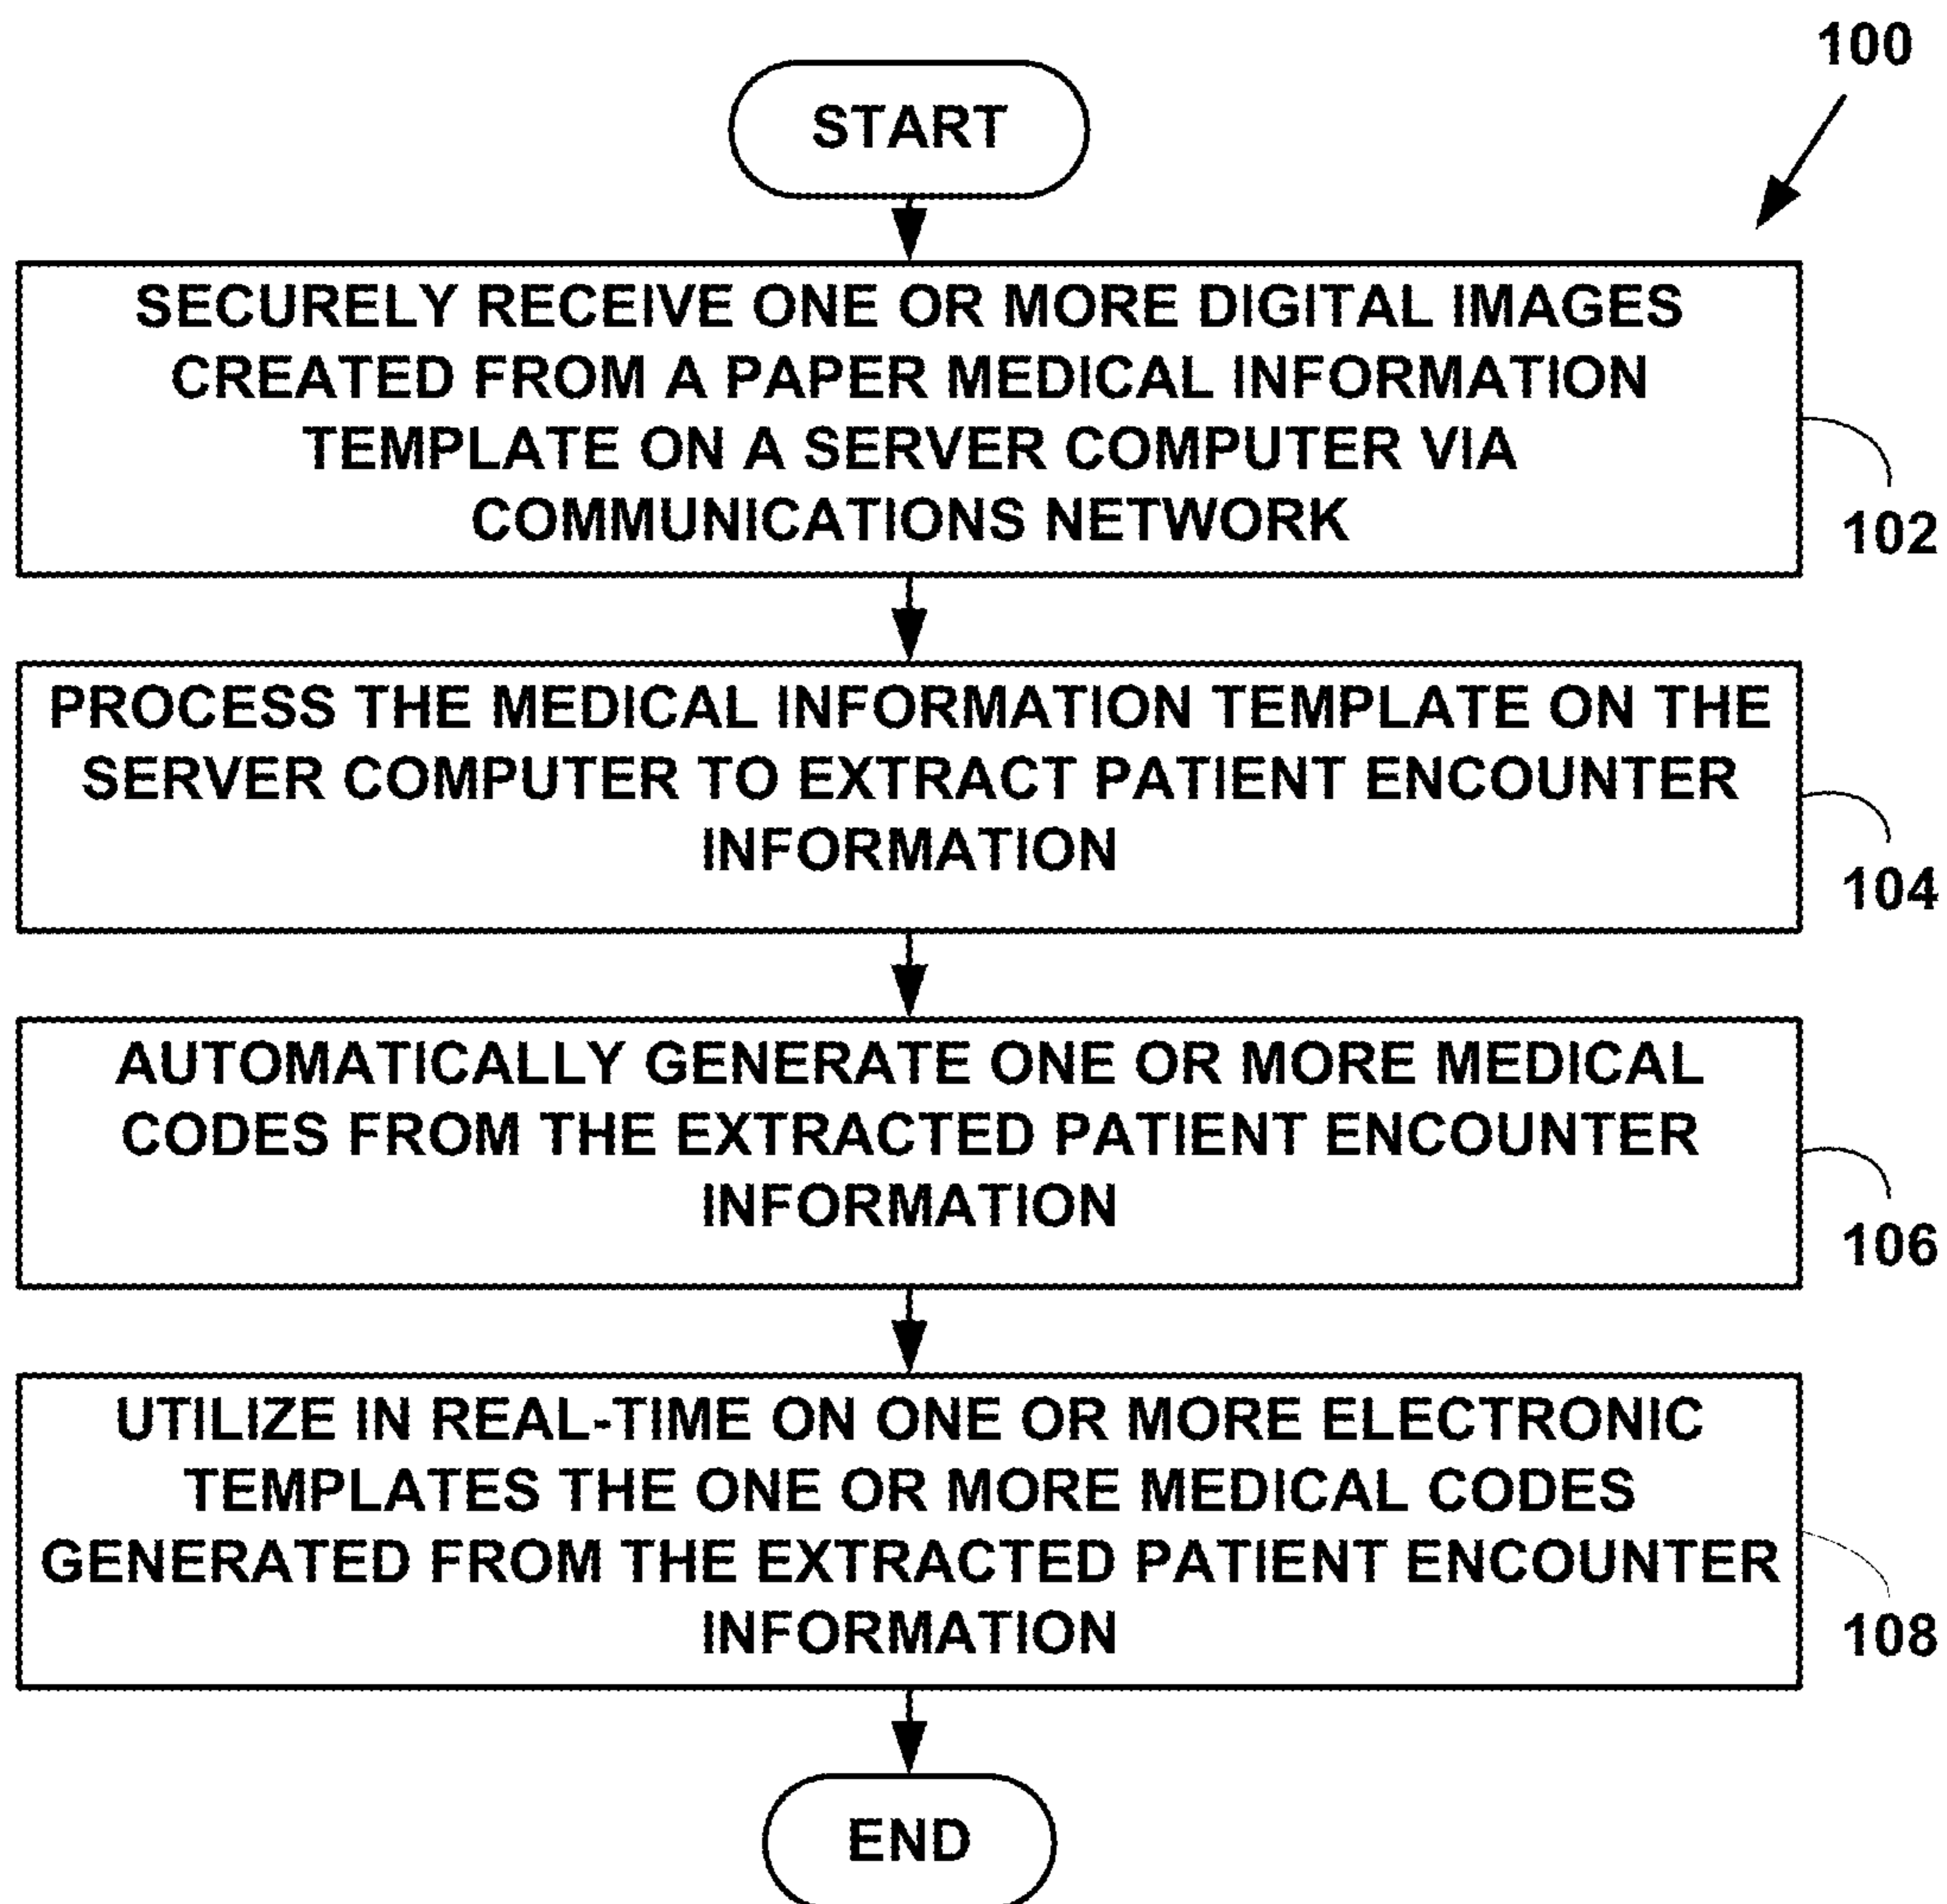 100
START
SECURELY RECEIVE ONE OR MORE DIGITAL IMAGES
CREATED FROM A PAPER MEDICAL INFORMATION
TEMPLATE ON A SERVER COMPUTER VIA
COMMUNICATIONS NETWORK
102
PROCESS THE MEDICAL INFORMATION TEMPLATE ON THE
SERVER COMPUTER TO EXTRACT PATIENT ENCOUNTER
INFORMATION
104
AUTOMATICALLY GENERATE ONE OR MORE MEDICAL
CODES FROM THE EXTRACTED PATIENT ENCOUNTER
INFORMATION
106
UTILIZE IN REAL-TIME ON ONE OR MORE ELECTRONIC
TEMPLATES THE ONE OR MORE MEDICAL CODES
GENERATED FROM THE EXTRACTED PATIENT ENCOUNTER
INFORMATION
108
END